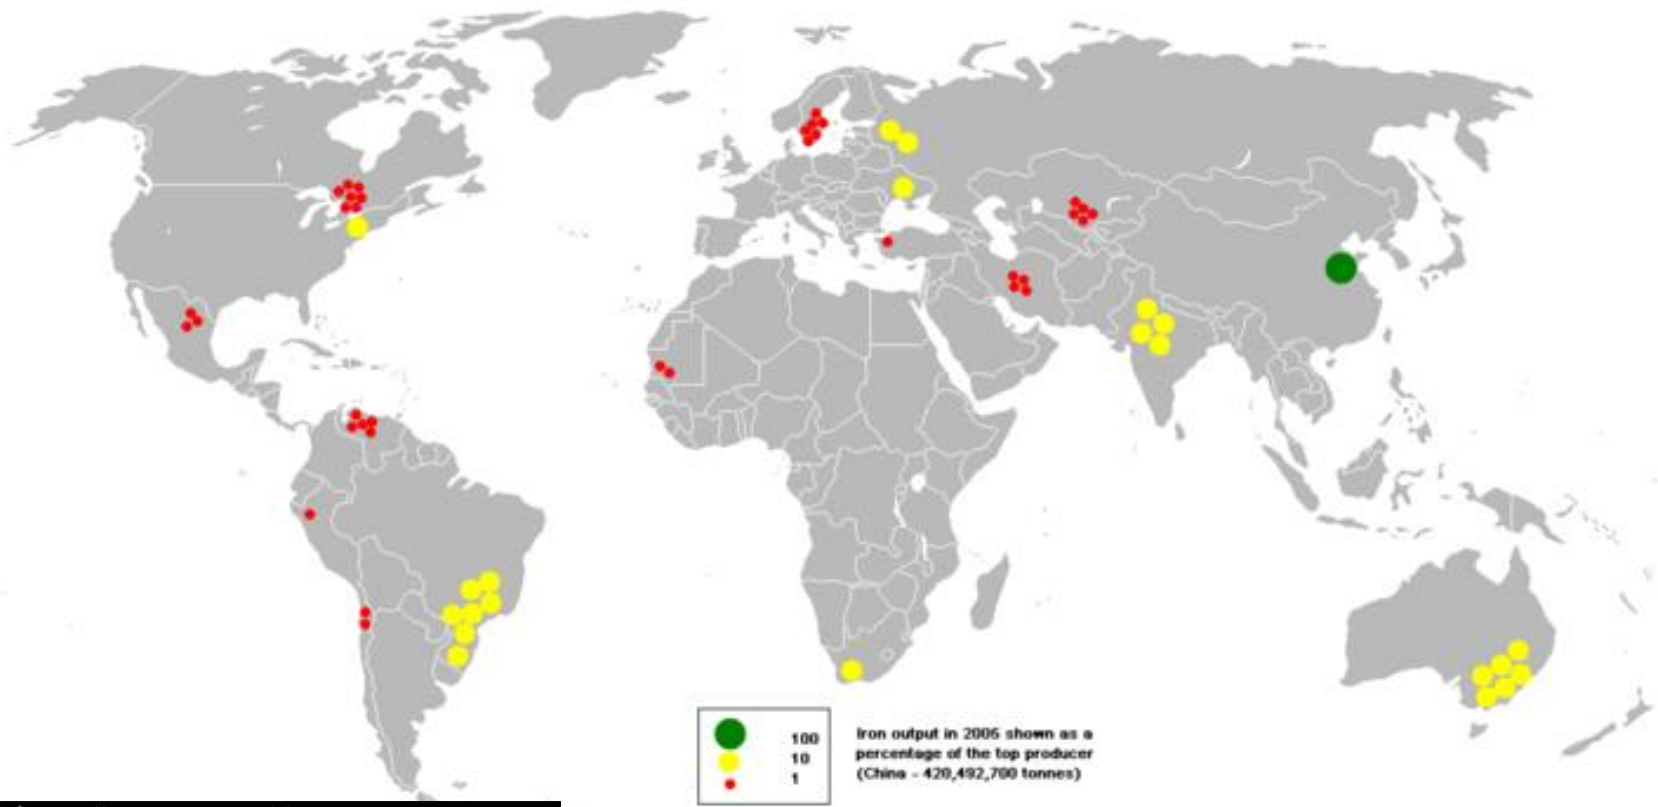 100
10
1
Iron output in 2005 shown as a
percentage of the top producer
(China - 420,492,700 tonnes)